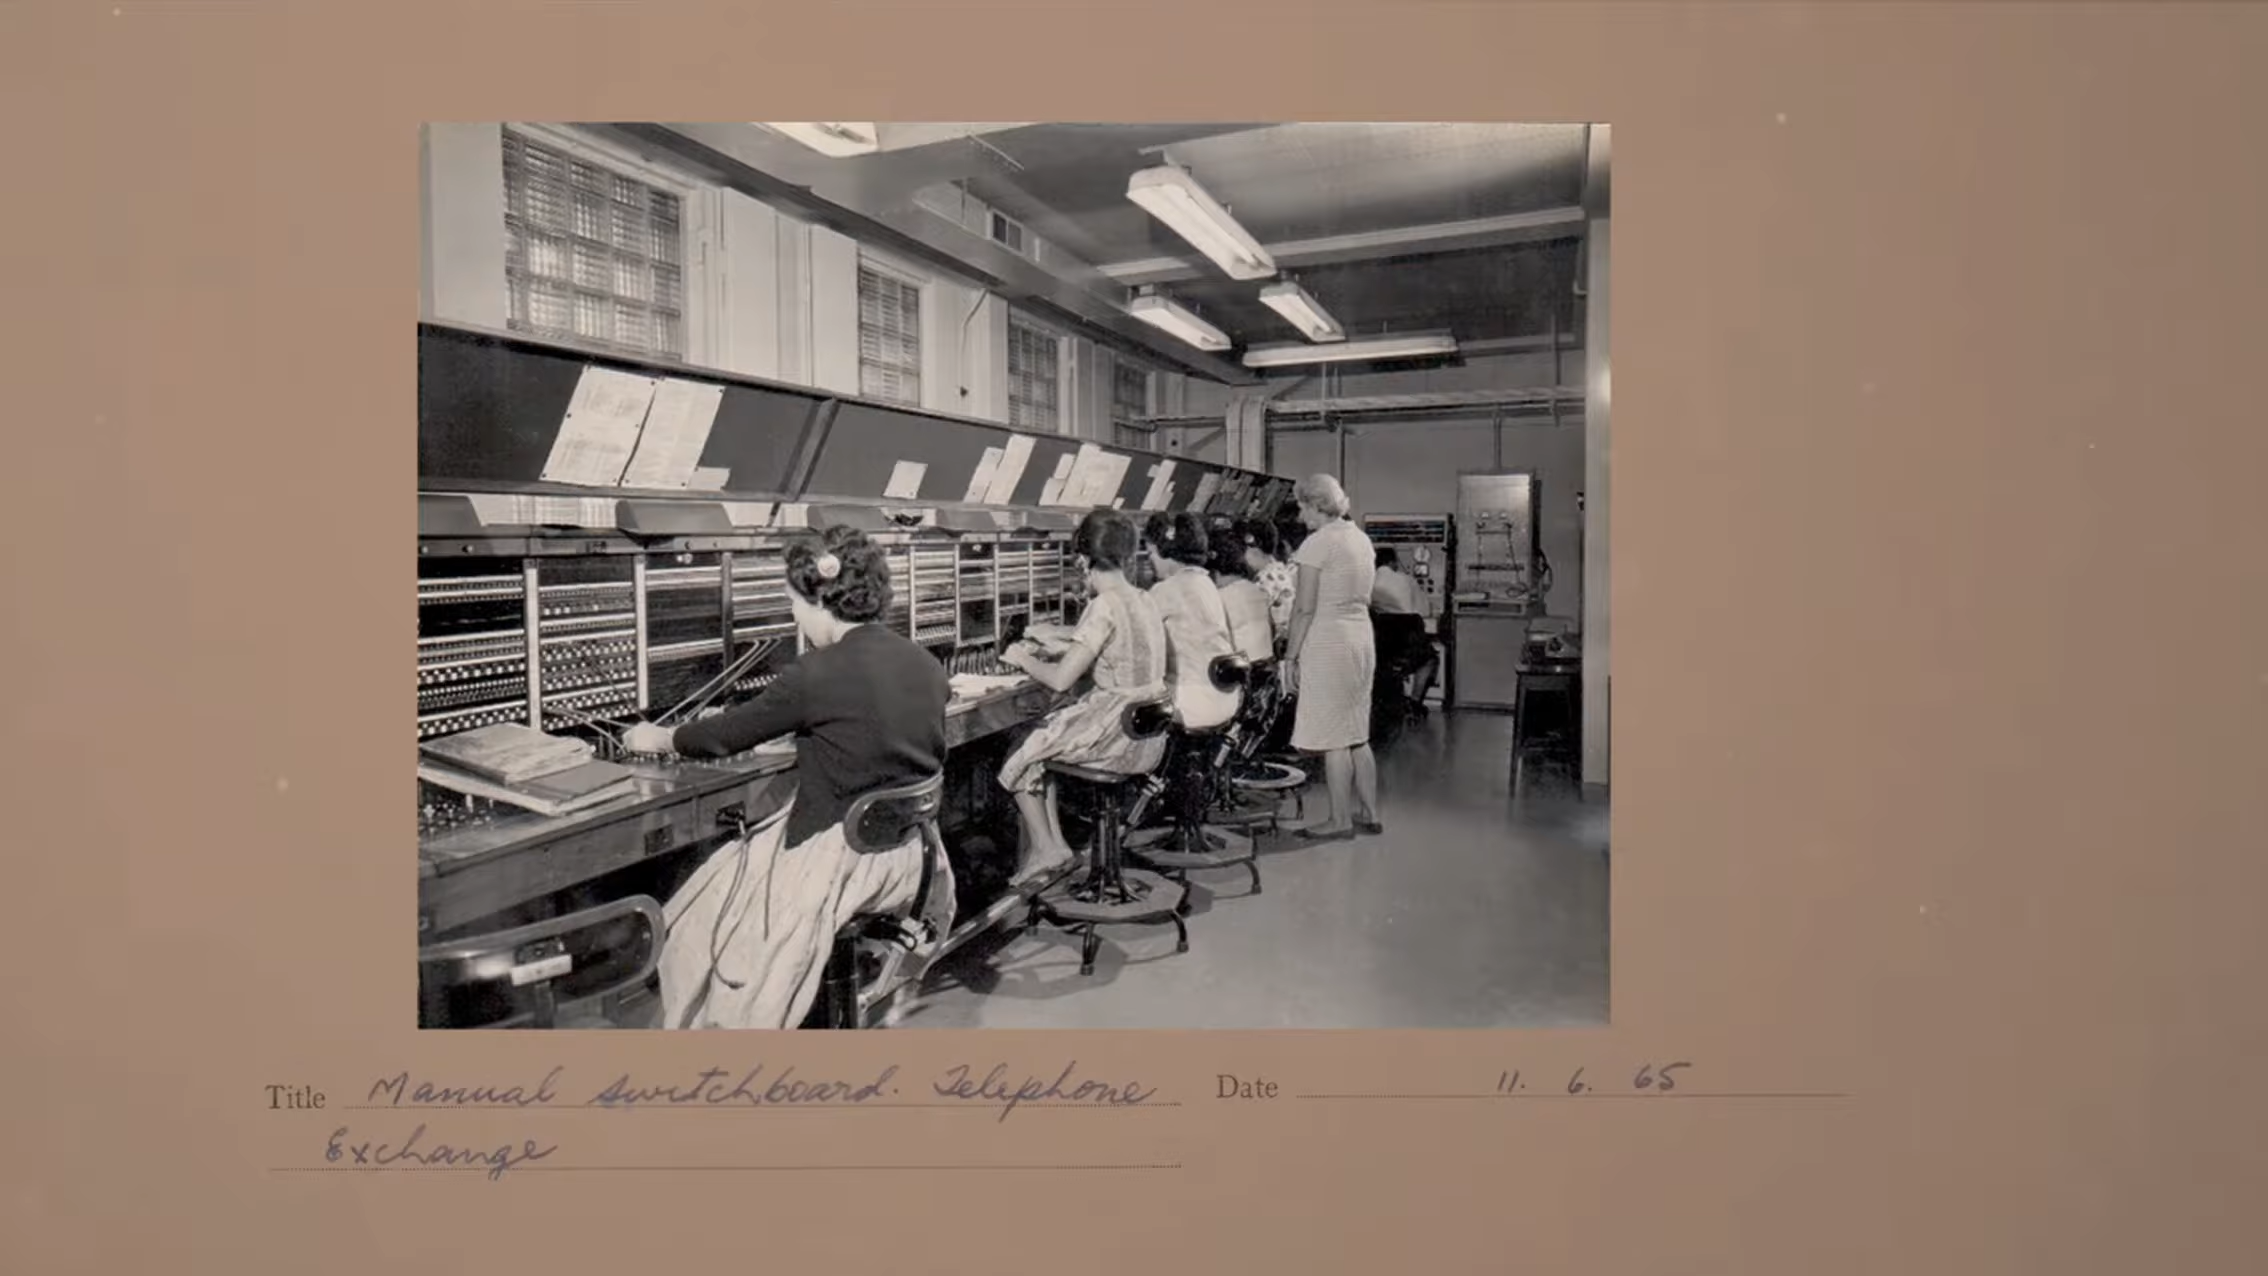 Title Manual switchboard. Telephone Date 11. 6. 65
Exchange